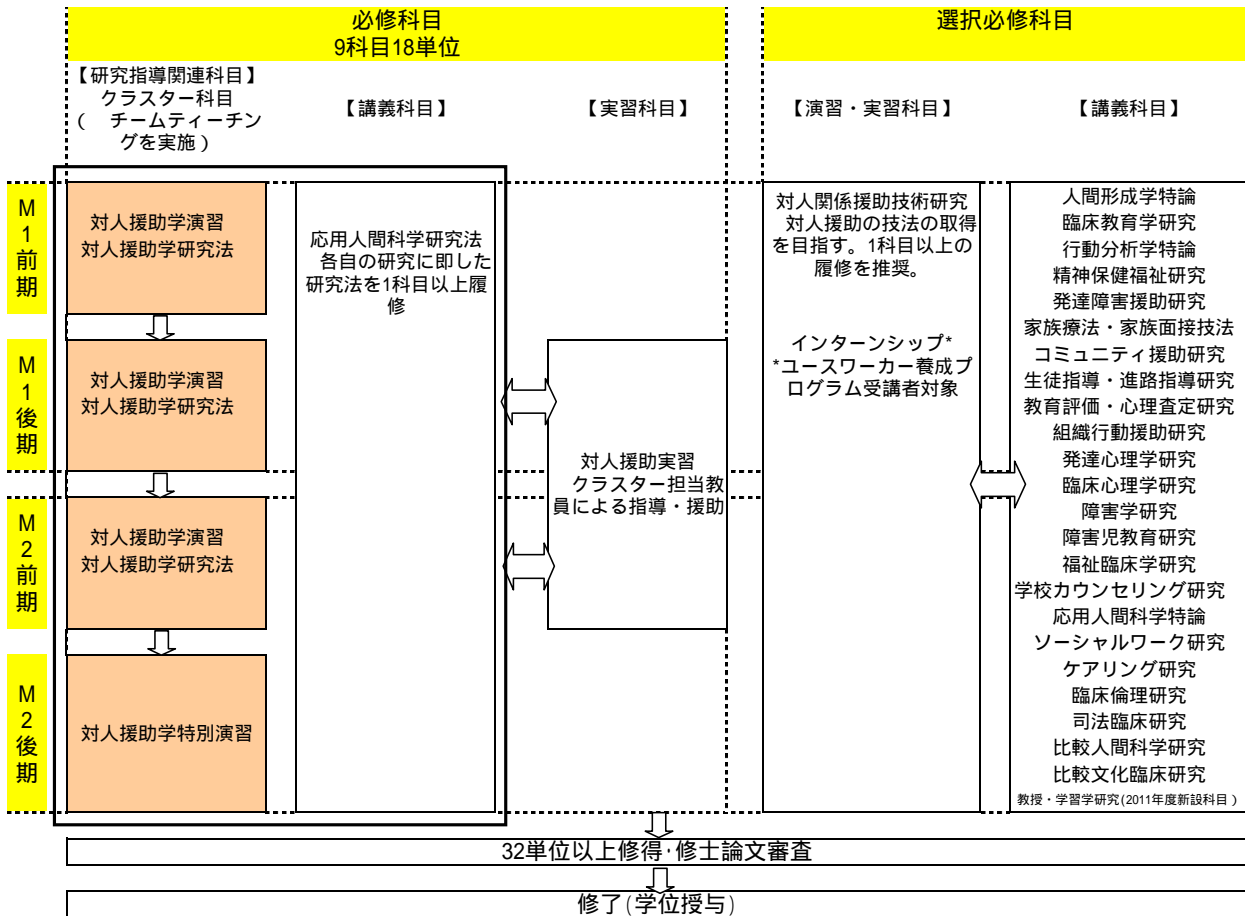 必修科目
9科目18単位
選択必修科目
【研究指導関連科目】
クラスター科目
(　チームティーチン
グを実施)
【講義科目】
【実習科目】
【演習・実習科目】
【講義科目】
M
1
前
期
対人援助学演習
対人援助学研究法
応用人間科学研究法
各自の研究に即した
研究法を1科目以上履
修
対人関係援助技術研究
対人援助の技法の取得
を目指す。1科目以上の
履修を推奨。
インターンシップ*
*ユースワーカー養成プ
ログラム受講者対象
人間形成学特論
臨床教育学研究
行動分析学特論
精神保健福祉研究
発達障害援助研究
家族療法・家族面接技法
コミュニティ援助研究
生徒指導・進路指導研究
教育評価・心理査定研究
組織行動援助研究
発達心理学研究
臨床心理学研究
障害学研究
障害児教育研究
福祉臨床学研究
学校カウンセリング研究
応用人間科学特論
ソーシャルワーク研究
ケアリング研究
臨床倫理研究
司法臨床研究
比較人間科学研究
比較文化臨床研究
教授・学習学研究(2011年度新設科目)
M
1
後
期
対人援助学演習
対人援助学研究法
対人援助実習
クラスター担当教
員による指導・援助
M
2
前
期
対人援助学演習
対人援助学研究法
M
2
後
期
対人援助学特別演習
32単位以上修得・修士論文審査
修了(学位授与)